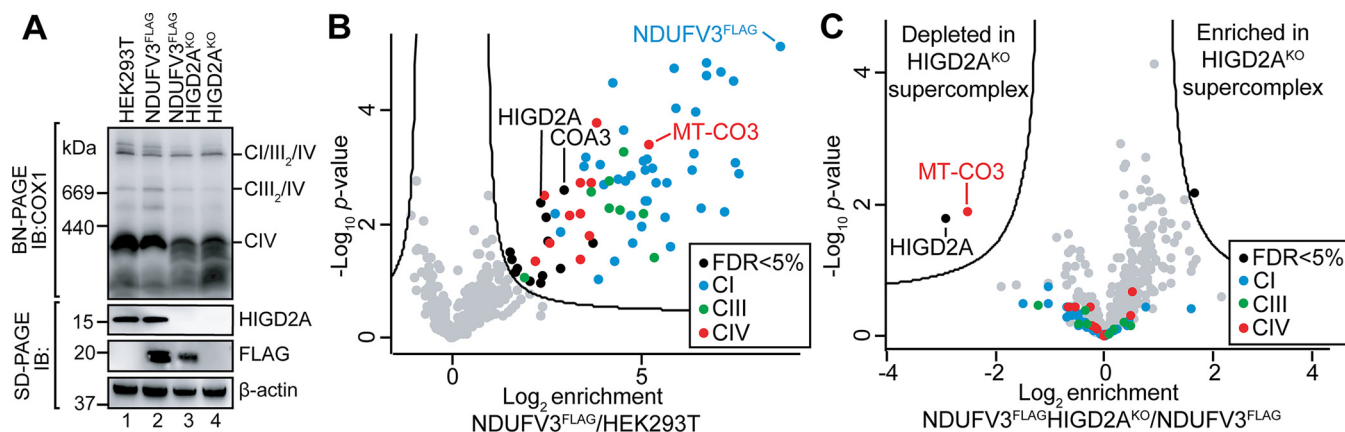 A
HEK293T
NDUFV3FLAG
NDUFV3FLAG
HIGD2AKO
HIGD2AKO
BN-PAGE
IB:COX1
kDa
669
440
CI/III2/IV
CIII2/IV
CIV
SD-PAGE
IB:
15
20
37
HIGD2A
FLAG
β-actin
1 2 3 4
B
NDUFV3FLAG
HIGD2A
COA3
MT-CO3
-Log10 p-value
4
2
0
FDR<5%
CI
CIII
CIV
0 5
Log2 enrichment
NDUFV3FLAG/HEK293T
C
Depleted in
HIGD2AKO
supercomplex
Enriched in
HIGD2AKO
supercomplex
MT-CO3
HIGD2A
-Log10 p-value
4
2
0
FDR<5%
CI
CIII
CIV
−4 −2 0 2 4
Log2 enrichment
NDUFV3FLAGHIGD2AKO/NDUFV3FLAG